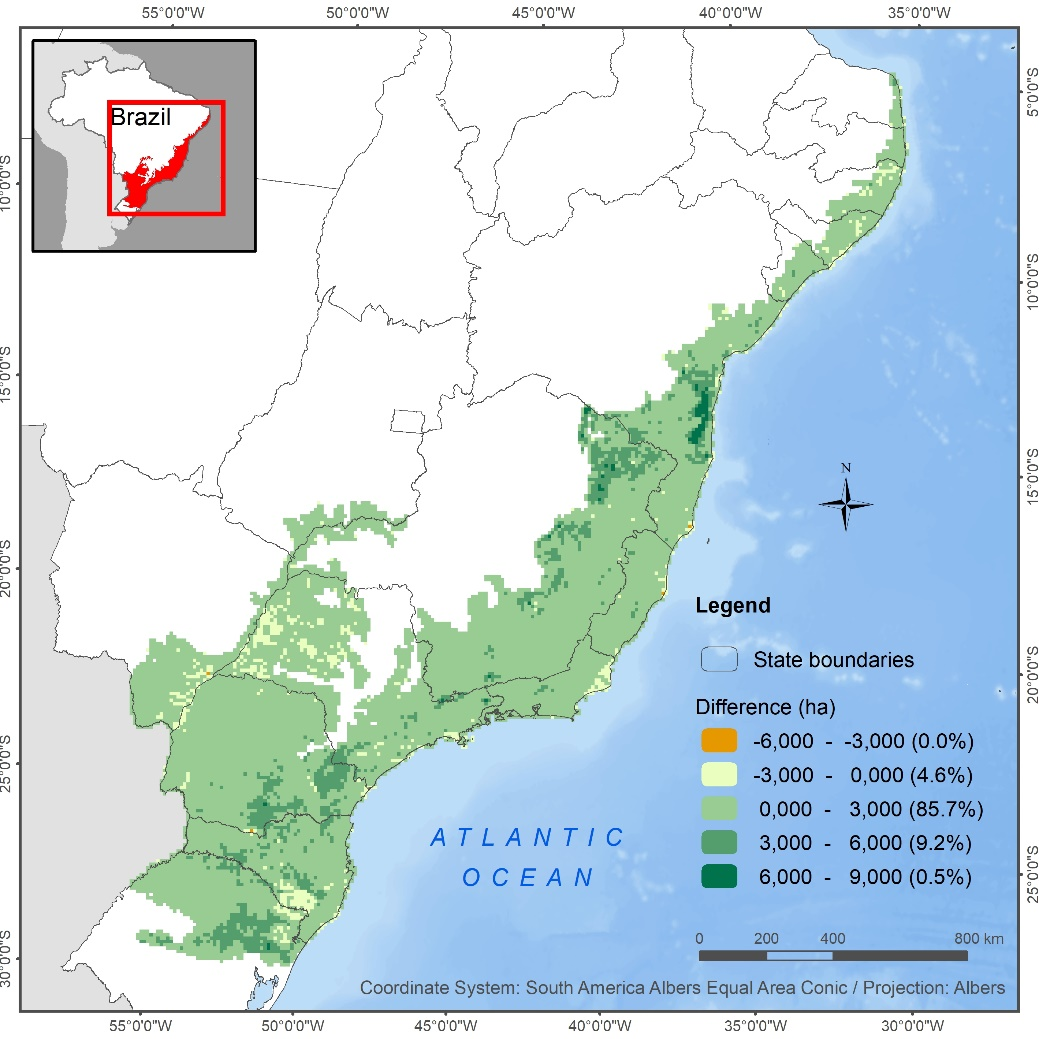 55°0'0"W 50°0'0"W 45°0'0"W 40°0'0"W 35°0'0"W
Brazil
5°0'0"S
10°0'0"S
10°0'0"S
15°0'0"S
15°0'0"S
N
20°0'0"S
Legend
State boundaries
20°0'0"S
Difference (ha)
-6,000 - -3,000 (0.0%)
-3,000 - 0,000 (4.6%)
25°0'0"S
0,000 - 3,000 (85.7%)
3,000 - 6,000 (9.2%)
6,000 - 9,000 (0.5%)
ATLANTIC
OCEAN
25°0'0"S
30°0'0"S
0 200 400 800 km
Coordinate System: South America Albers Equal Area Conic / Projection: Albers
55°0'0"W 50°0'0"W 45°0'0"W 40°0'0"W 35°0'0"W 30°0'0"W